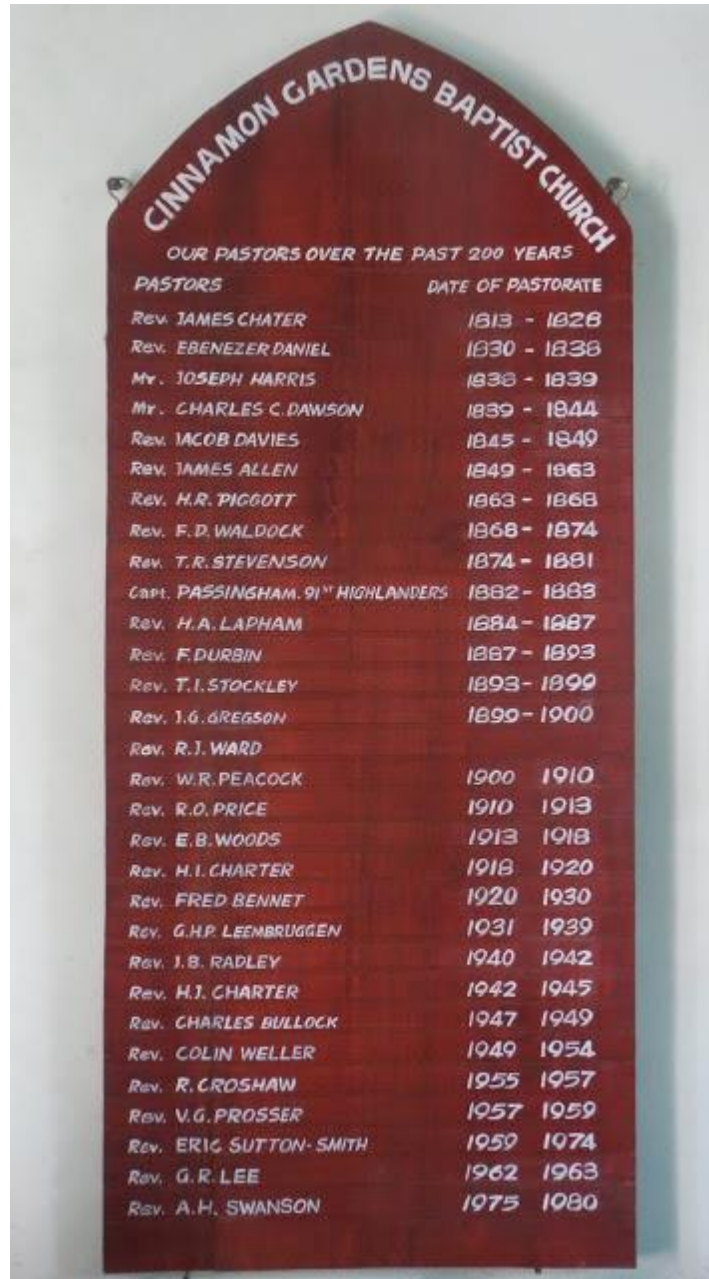 CINNAMON GARDENS BAPTIST CHURCH
OUR PASTORS OVER THE PAST 200 YEARS
PASTORS DATE OF PASTORATE
Rev. JAMES CHATER 1813 - 1828
Rev. EBENEZER DANIEL 1830 - 1838
Mr. JOSEPH HARRIS 1838 - 1839
Mr. CHARLES C. DAWSON 1839 - 1844
Rev. JACOB DAVIES 1845 - 1849
Rev. JAMES ALLEN 1849 - 1863
Rev. H.R. PIGGOTT 1863 - 1868
Rev. F.D. WALDOCK 1868 - 1874
Rev. T.R. STEVENSON 1874 - 1881
Capt. PASSINGHAM. 91ST HIGHLANDERS 1882 - 1883
Rev. H.A. LAPHAM 1884 - 1887
Rev. F. DURBIN 1887 - 1893
Rev. T.I. STOCKLEY 1893 - 1899
Rev. J.G. GREGSON 1899 - 1900
Rev. R.J. WARD
Rev. W.R. PEACOCK 1900 1910
Rev. R.O. PRICE 1910 1913
Rev. E.B. WOODS 1913 1918
Rev. H.I. CHARTER 1918 1920
Rev. FRED BENNET 1920 1930
Rev. G.H.P. LEEMBRUGGEN 1931 1939
Rev. J.B. RADLEY 1940 1942
Rev. H.J. CHARTER 1942 1945
Rev. CHARLES BULLOCK 1947 1949
Rev. COLIN WELLER 1949 1954
Rev. R. CROSHAW 1955 1957
Rev. V.G. PROSSER 1957 1959
Rev. ERIC SUTTON-SMITH 1959 1974
Rev. G.R. LEE 1962 1963
Rev. A.H. SWANSON 1975 1980